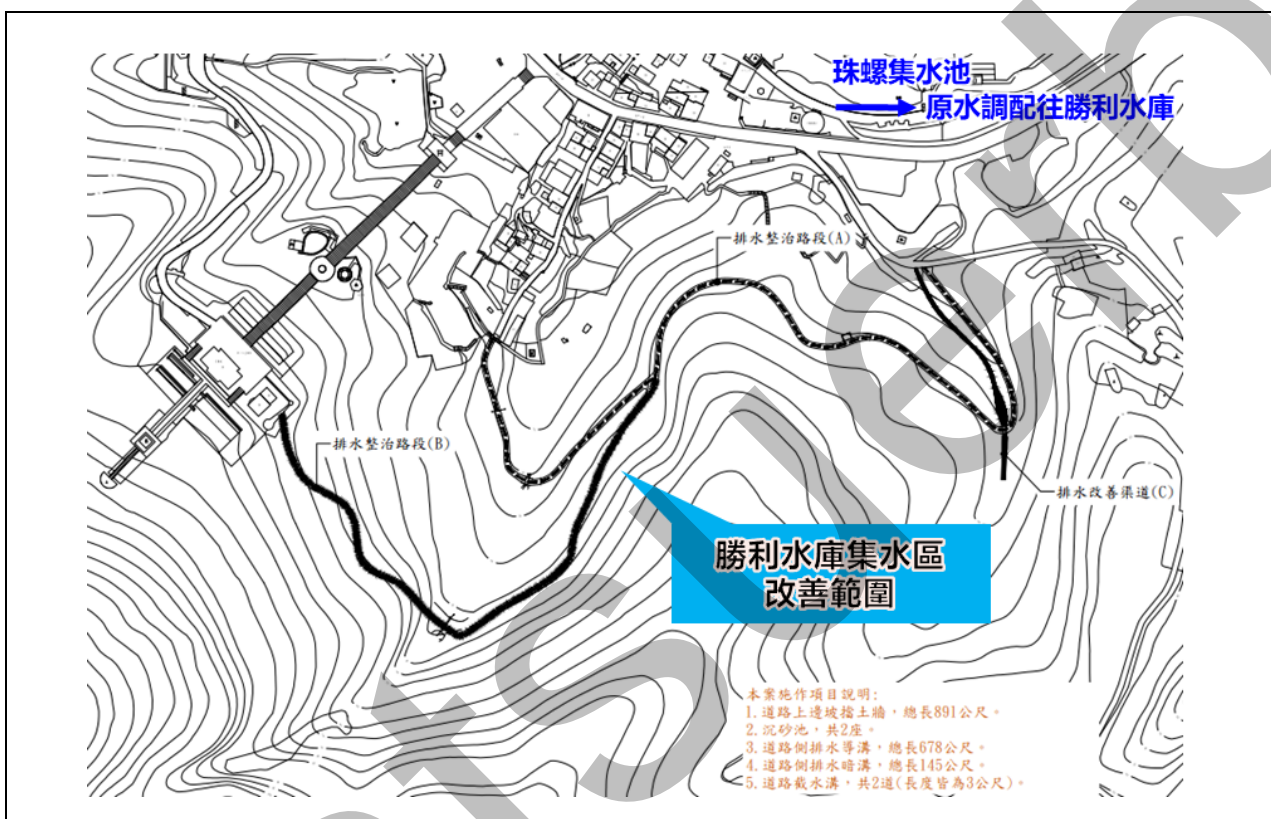 珠螺集水池
原水調配往勝利水庫
排水整治路段(A)
排水整治路段(B)
排水改善渠道(C)
勝利水庫集水區
改善範圍
本案施作項目說明:
1.道路上邊坡擋土牆，總長891公尺。
2.沉砂池，共2座。
3.道路側排水導溝，總長678公尺。
4.道路側排水暗溝，總長145公尺。
5.道路截水溝，共2道(長度皆為3公尺)。